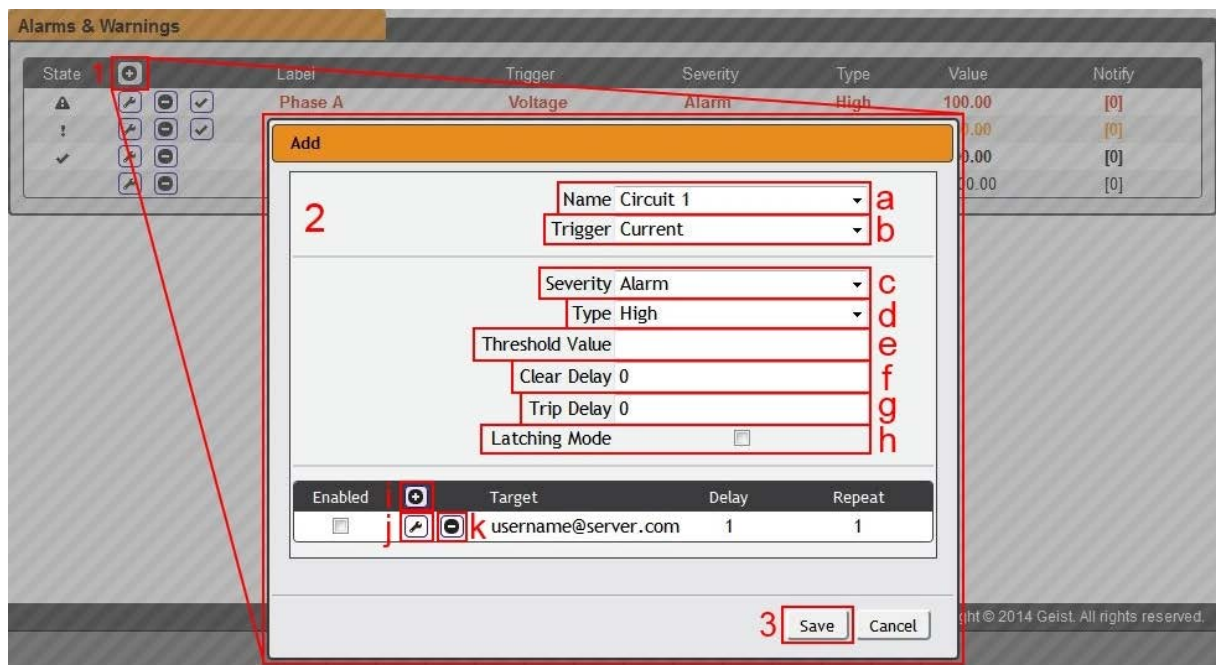 Alarms & Warnings
State 1 Label Trigger Severity Type Value Notify
Phase A Voltage Alarm High 100.00 [0]
[0]
[0]
[0]
Add
2
Name Circuit 1 a
Trigger Current b
Severity Alarm c
Type High d
Threshold Value e
Clear Delay 0 f
Trip Delay 0 g
Latching Mode h
Enabled i Target Delay Repeat
j k username@server.com 1 1
3 Save Cancel
© 2014 Geist. All rights reserved.